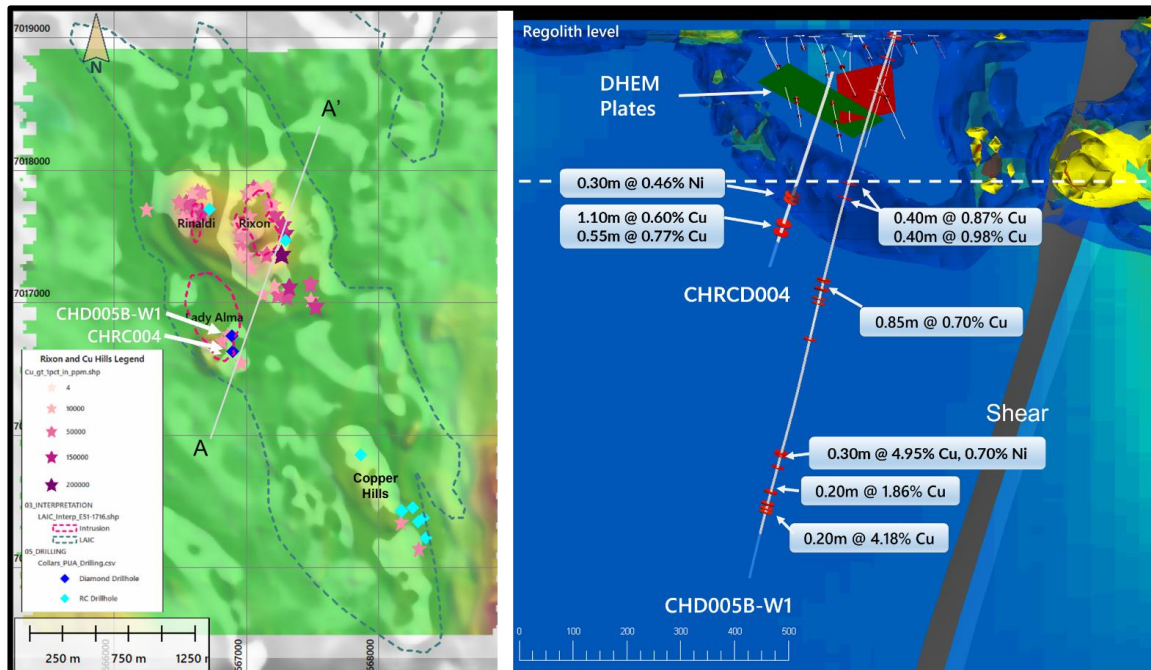 7019000
N
A'
7018000
Rinaldi
Rixon
7017000
Lady Alma
CHD005B-W1
CHRC004
A
Copper
Hills
Rixon and Cu Hills Legend
Cu_gt_1pct_in_ppm.shp
4
10000
50000
150000
200000
03_INTERPRETATION
LAIC_Interp_E51-1716.shp
Intrusion
LAIC
05_DRILLING
Collars_PUA_Drilling.csv
Diamond Drillhole
RC Drillhole
250 m 750 m 1250 m
666000
667000
668000
Regolith level
DHEM
Plates
0.30m @ 0.46% Ni
1.10m @ 0.60% Cu
0.55m @ 0.77% Cu
0.40m @ 0.87% Cu
0.40m @ 0.98% Cu
CHRCD004
0.85m @ 0.70% Cu
Shear
0.30m @ 4.95% Cu, 0.70% Ni
0.20m @ 1.86% Cu
0.20m @ 4.18% Cu
CHD005B-W1
0 100 200 300 400 500